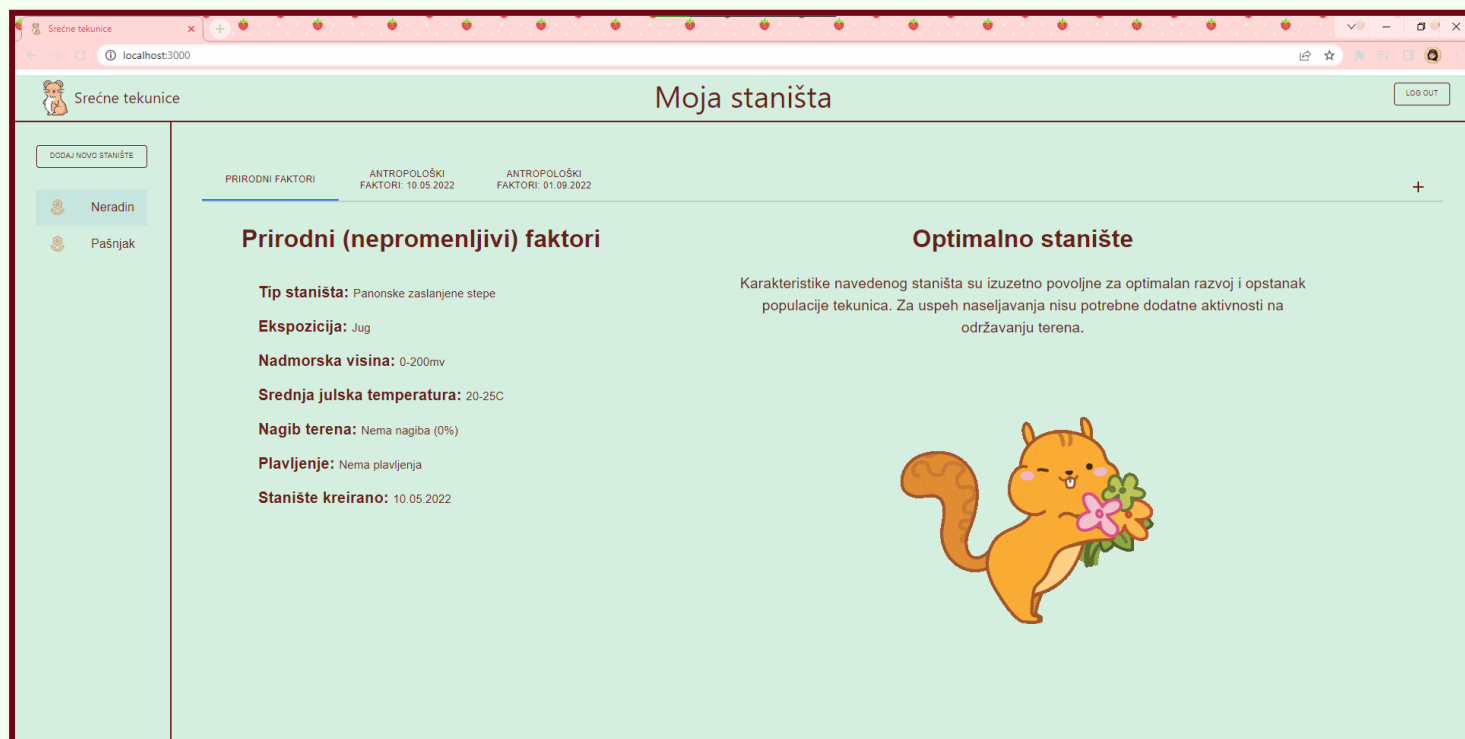 Srećne tekunice
localhost:3000
Srećne tekunice
Moja staništa
LOG OUT
DODAJ NOVO STANIŠTE
Neradin
Pašnjak
PRIRODNI FAKTORI
ANTROPOLOŠKI
FAKTORI: 10.05.2022
ANTROPOLOŠKI
FAKTORI: 01.09.2022
Prirodni (nepromenljivi) faktori
Tip staništa: Panonske zaslanjene stepe
Ekspozicija: Jug
Nadmorska visina: 0-200mv
Srednja julska temperatura: 20-25C
Nagib terena: Nema nagiba (0%)
Plavljenje: Nema plavljenja
Stanište kreirano: 10.05.2022
Optimalno stanište
Karakteristike navedenog staništa su izuzetno povoljne za optimalan razvoj i opstanak
populacije tekunica. Za uspeh naseljavanja nisu potrebne dodatne aktivnosti na
održavanju terena.